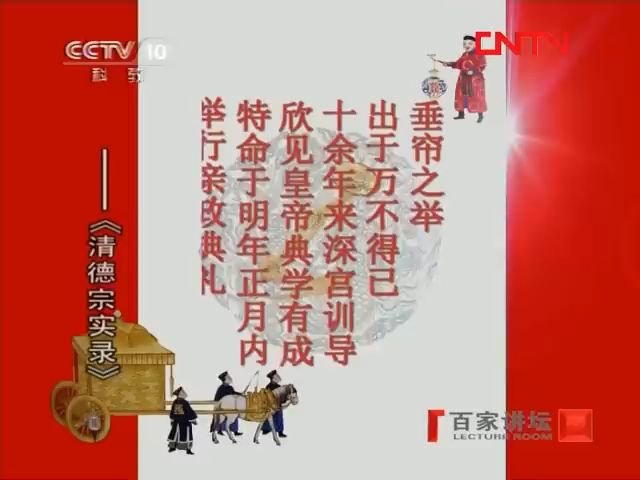 CCTV 10
科教
CNTV
垂帘之举
出于万不得已
十余年来深宫训导
欣见皇帝典学有成
特命于明年正月内
举行亲政典礼
——《清德宗实录》
百家讲坛
LECTURE ROOM